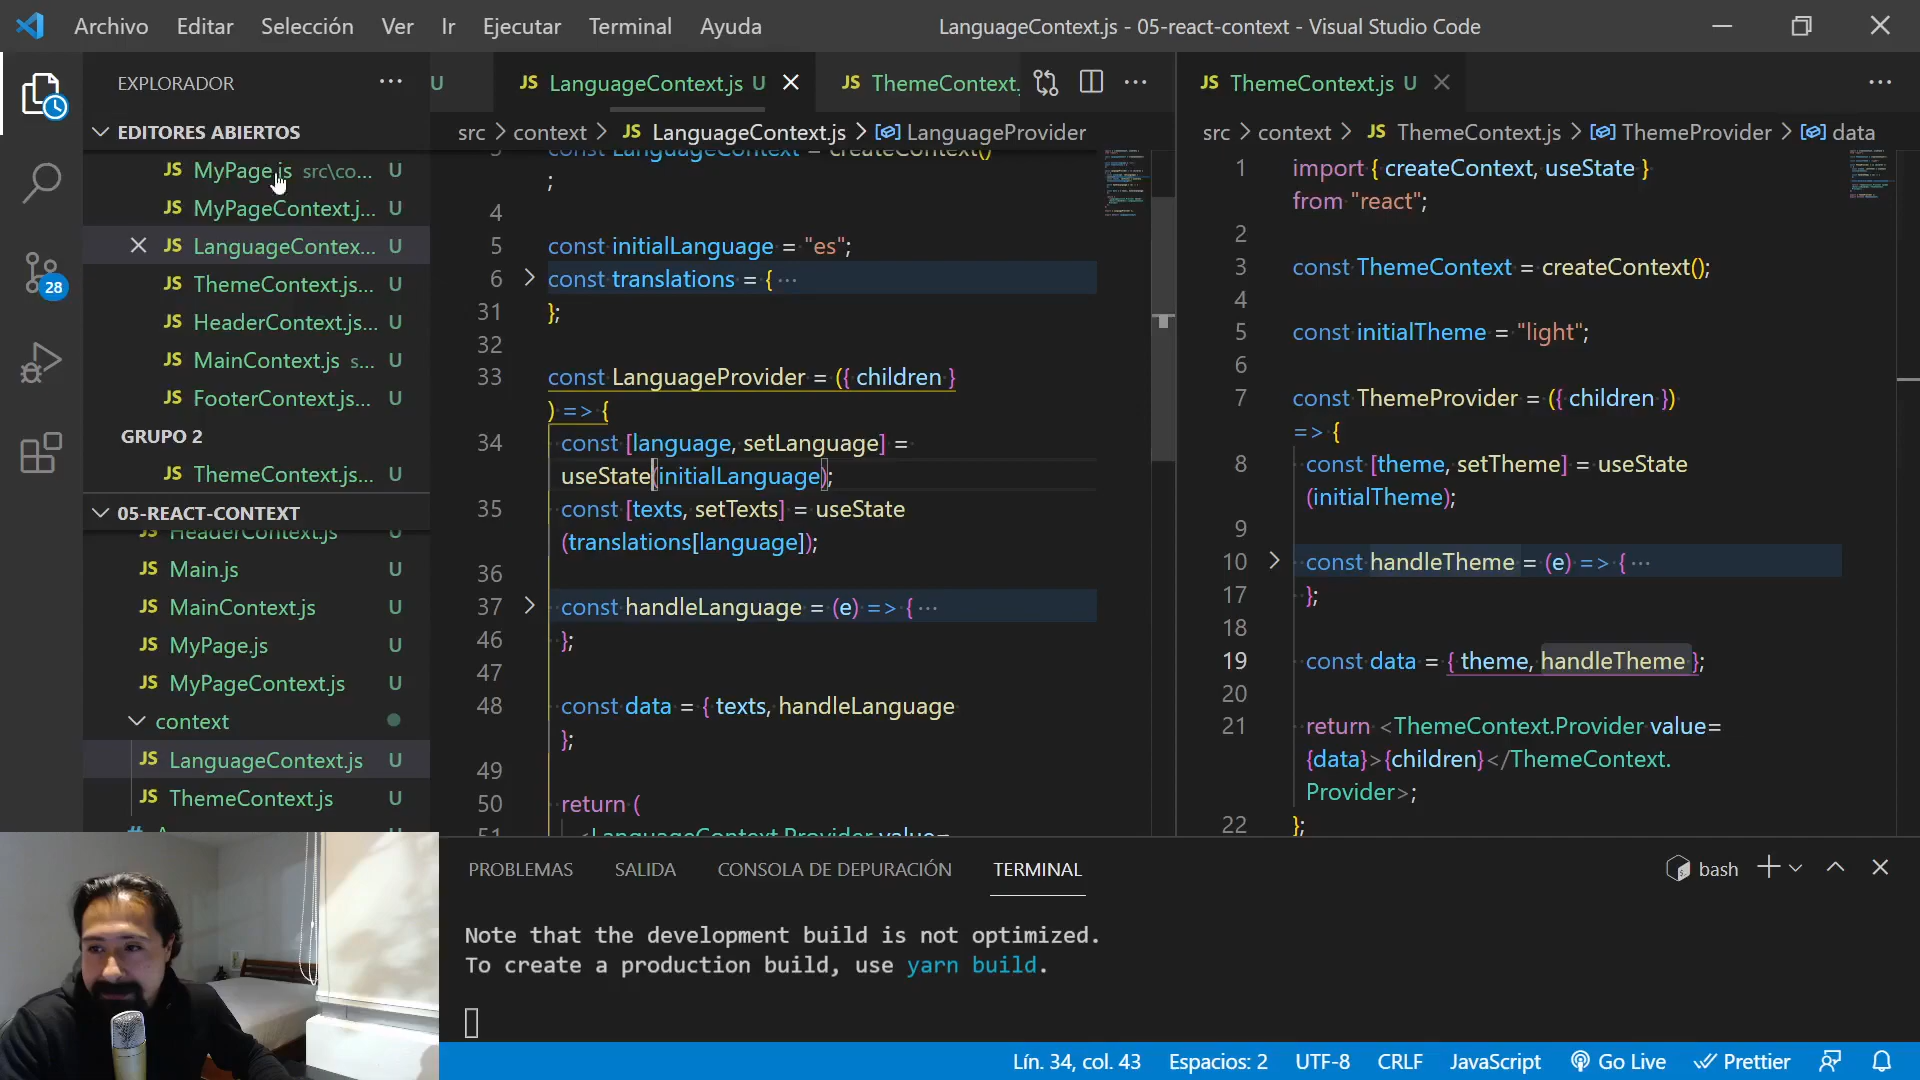 Archivo Editar Selección Ver Ir Ejecutar Terminal Ayuda LanguageContext.js - 05-react-context - Visual Studio Code
EXPLORADOR
EDITORES ABIERTOS
JS MyPage.js src\co... U
JS MyPageContext.j... U
JS LanguageContex... U
JS ThemeContext.js... U
JS HeaderContext.js... U
JS MainContext.js s... U
JS FooterContext.js... U
GRUPO 2
JS ThemeContext.js... U
05-REACT-CONTEXT
HeaderContext.js
JS Main.js U
JS MainContext.js U
JS MyPage.js U
JS MyPageContext.js U
context
JS LanguageContext.js U
JS ThemeContext.js U
28
U JS LanguageContext.js U JS ThemeContext.
src > context > JS LanguageContext.js > LanguageProvider
const LanguageContext = createContext()
;
4
5 const initialLanguage = "es";
6 const translations = { ···
31 };
32
33 const LanguageProvider = ({ children }
) => {
34 const [language, setLanguage] =
useState(initialLanguage);
35 const [texts, setTexts] = useState
(translations[language]);
36
37 const handleLanguage = (e) => { ···
46 };
47
48 const data = { texts, handleLanguage
};
49
50 return (
51 <LanguageContext.Provider value=
JS ThemeContext.js U
src > context > JS ThemeContext.js > ThemeProvider > data
1 import { createContext, useState }
from "react";
2
3 const ThemeContext = createContext();
4
5 const initialTheme = "light";
6
7 const ThemeProvider = ({ children })
=> {
8 const [theme, setTheme] = useState
(initialTheme);
9
10 const handleTheme = (e) => { ···
17 };
18
19 const data = { theme, handleTheme };
20
21 return <ThemeContext.Provider value=
{data}>{children}</ThemeContext.
Provider>;
22 };
PROBLEMAS SALIDA CONSOLA DE DEPURACIÓN TERMINAL bash
Note that the development build is not optimized.
To create a production build, use yarn build.
Lín. 34, col. 43 Espacios: 2 UTF-8 CRLF JavaScript Go Live Prettier